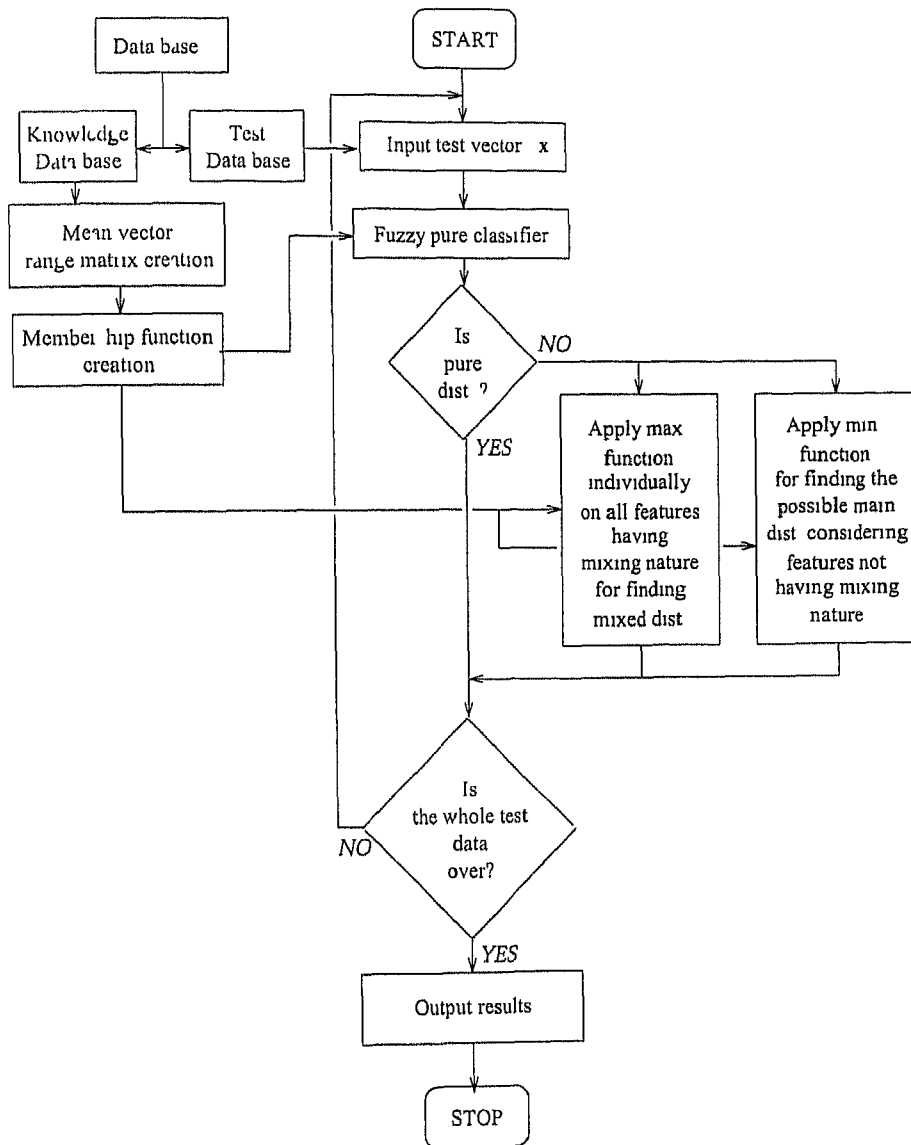 Data base
START
Knowledge
Data base
Test
Data base
Input test vector x
Mean vector
range matrix creation
Fuzzy pure classifier
Member hip function
creation
Is
pure
dist ?
NO
YES
Apply max
function
individually
on all features
having
mixing nature
for finding
mixed dist
Apply min
function
for finding the
possible main
dist considering
features not
having mixing
nature
Is
the whole test
data
over?
NO
YES
Output results
STOP